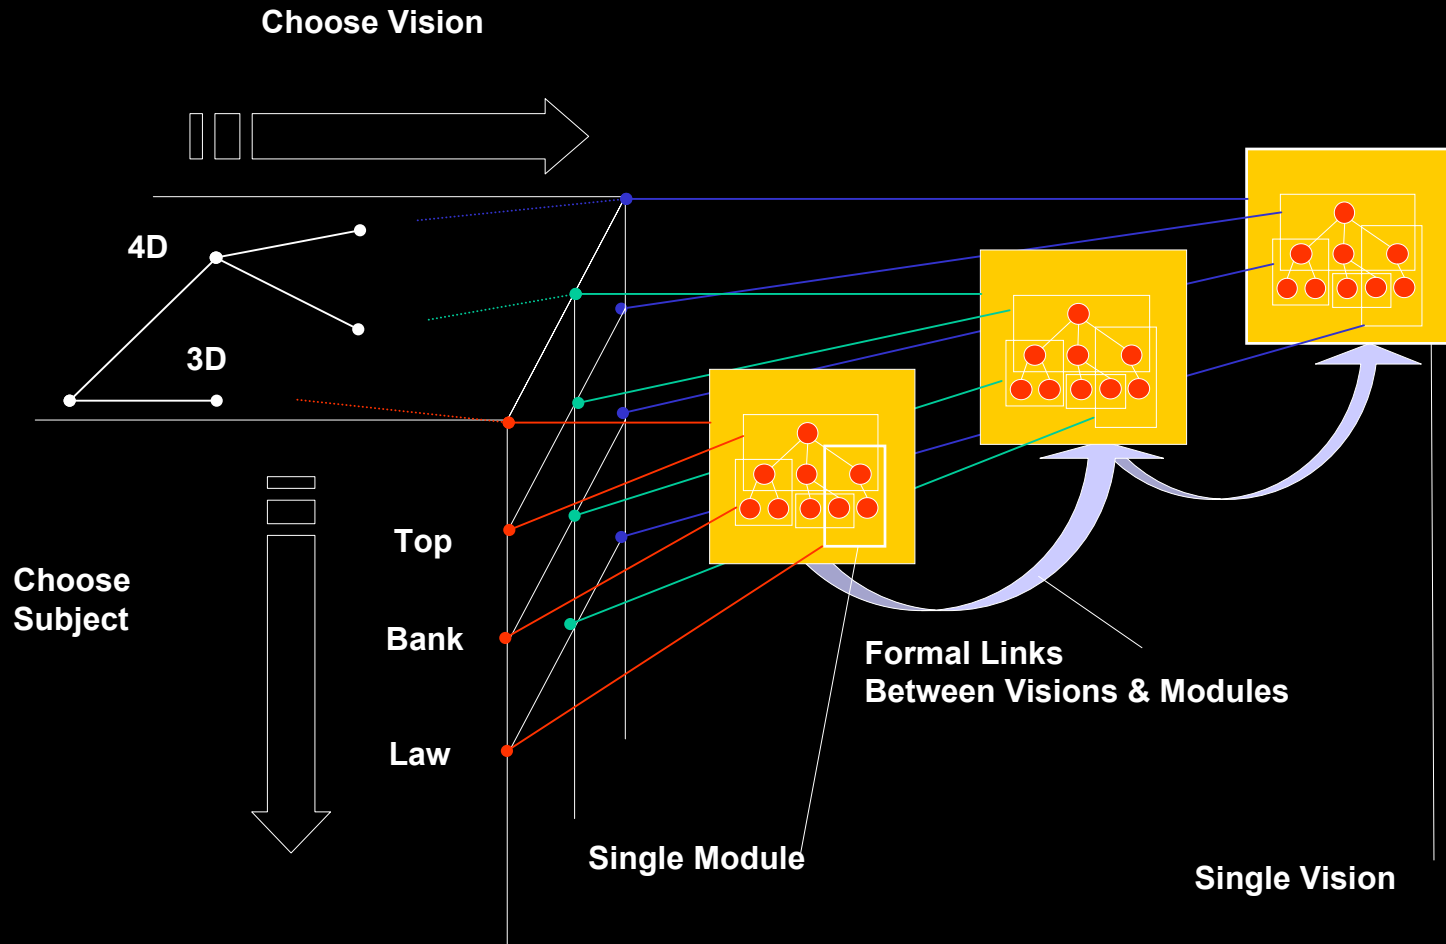 Choose Vision
4D
3D
Top
Choose
Subject
Bank
Formal Links
Between Visions & Modules
Law
Single Module
Single Vision